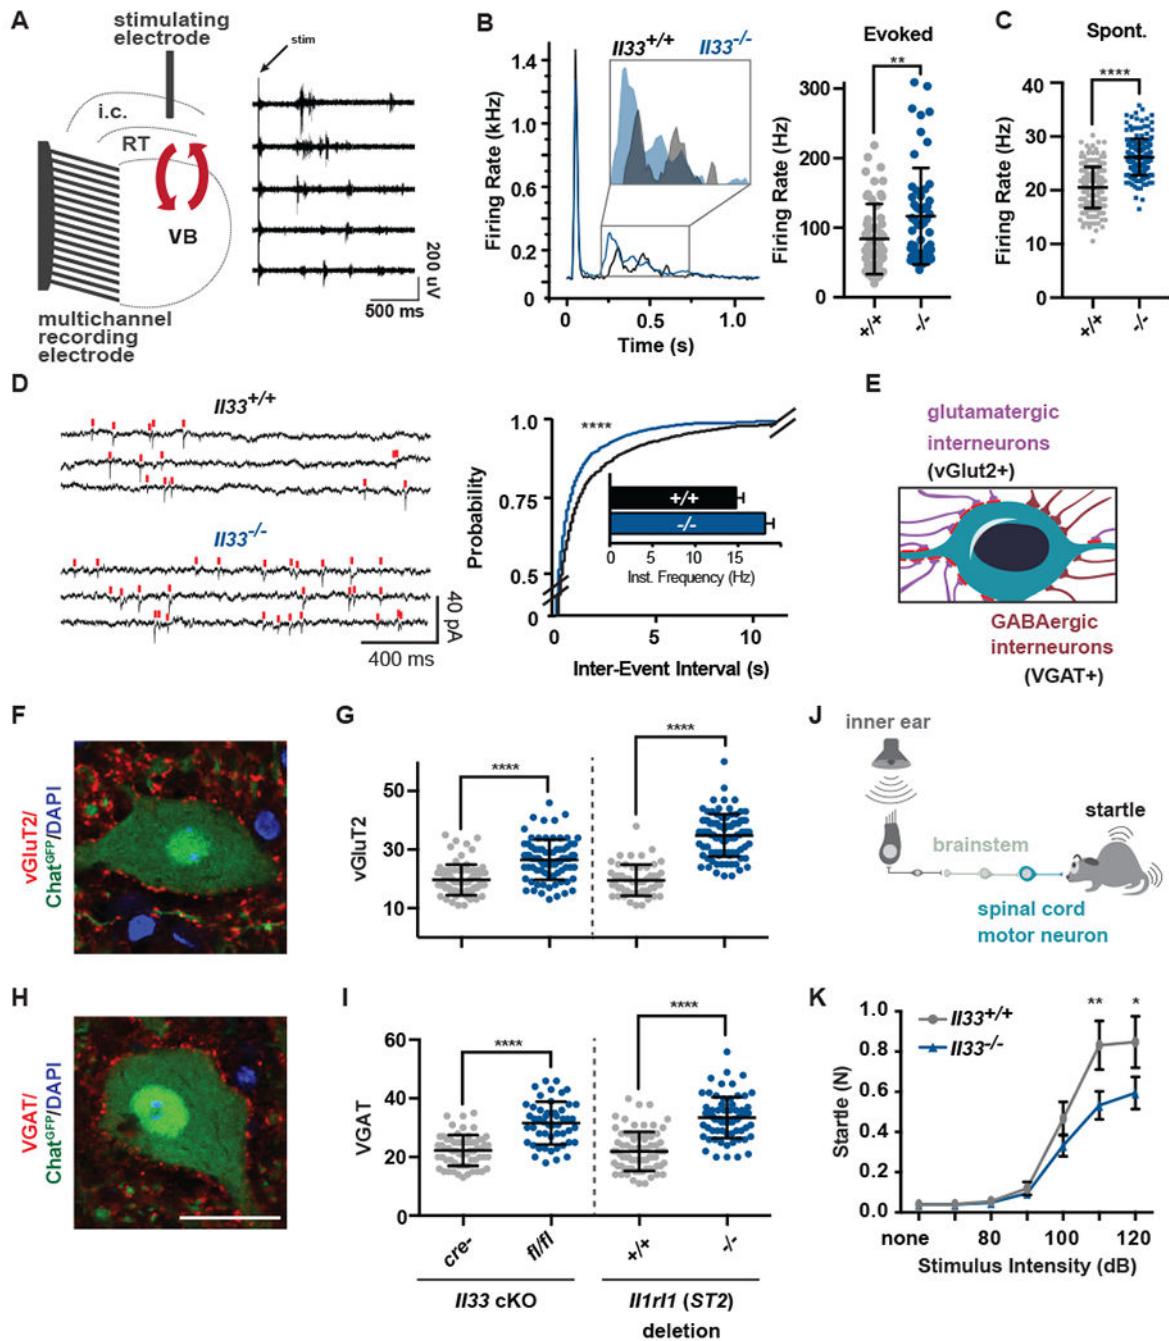 A
stimulating
electrode
stim
i.c.
RT
VB
multichannel
recording
electrode
200 uV
500 ms
B
Il33+/+
Il33-/-
Firing Rate (kHz)
1.4
1.0
0.6
0.2
0
0
0.5
1.0
Time (s)
Evoked
**
Firing Rate (Hz)
300
200
100
0
+/+
-/-
C
Spont.
****
Firing Rate (Hz)
40
30
20
10
0
+/+
-/-
D
Il33+/+
Il33-/-
40 pA
400 ms
Probability
1.0
0.75
0.5
0
****
+/+
-/-
0 5 10 15
Inst. Frequency (Hz)
0
5
10
Inter-Event Interval (s)
E
glutamatergic
interneurons
(vGlut2+)
GABAergic
interneurons
(VGAT+)
F
vGluT2/
ChatGFP/DAPI
G
vGluT2
50
30
10
****
****
H
VGAT/
ChatGFP/DAPI
I
VGAT
60
40
20
0
****
****
cre-
fl/fl
+/+
-/-
Il33 cKO
Il1rl1 (ST2)
deletion
J
inner ear
brainstem
startle
spinal cord
motor neuron
K
Il33+/+
Il33-/-
** *
Startle (N)
1.0
0.8
0.6
0.4
0.2
0.0
none
80
100
120
Stimulus Intensity (dB)